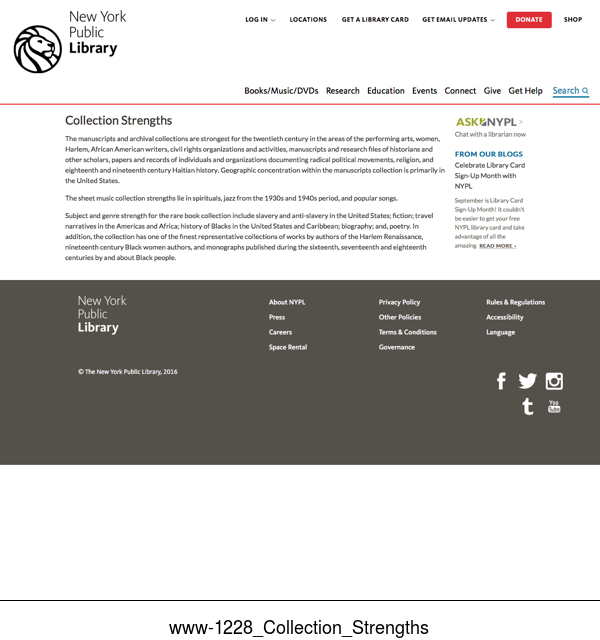 New York
Public
Library
LOG IN
LOCATIONS
GET A LIBRARY CARD
GET EMAIL UPDATES
DONATE
SHOP
Books/Music/DVDs
Research
Education
Events
Connect
Give
Get Help
Search
Collection Strengths
The manuscripts and archival collections are strongest for the twentieth century in the areas of the performing arts, women,
Harlem, African American writers, civil rights organizations and activities, manuscripts and research files of historians and
other scholars, papers and records of individuals and organizations documenting radical political movements, religion, and
eighteenth and nineteenth century Haitian history. Geographic concentration within the manuscripts collection is primarily in
the United States.
The sheet music collection strengths lie in spirituals, jazz from the 1930s and 1940s period, and popular songs.
Subject and genre strength for the rare book collection include slavery and anti-slavery in the United States; fiction; travel
narratives in the Americas and Africa; history of Blacks in the United States and Caribbean; biography; and, poetry. In
addition, the collection has one of the finest representative collections of works by authors of the Harlem Renaissance,
nineteenth century Black women authors, and monographs published during the sixteenth, seventeenth and eighteenth
centuries by and about Black people.
ASK NYPL >
Chat with a librarian now
FROM OUR BLOGS
Celebrate Library Card
Sign-Up Month with
NYPL
September is Library Card
Sign-Up Month! It couldn't
be easier to get your free
NYPL library card and take
advantage of all the
amazing READ MORE ›
New York
Public
Library
About NYPL
Press
Careers
Space Rental
Privacy Policy
Other Policies
Terms & Conditions
Governance
Rules & Regulations
Accessibility
Language
© The New York Public Library, 2016
You
Tube
www-1228_Collection_Strengths